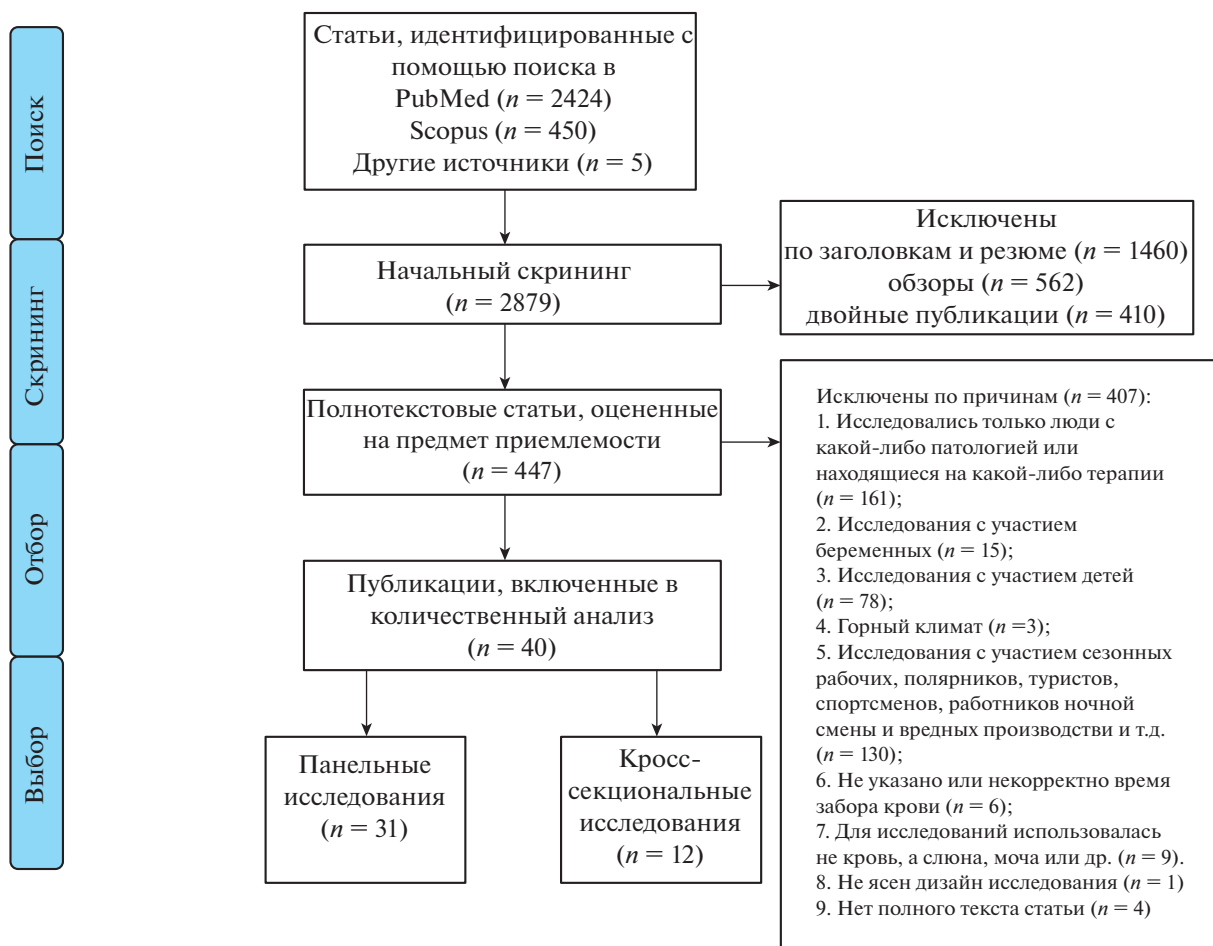 Поиск
Статьи, идентифицированные с
помощью поиска в
PubMed (n = 2424)
Scopus (n = 450)
Другие источники (n = 5)
Скрининг
Начальный скрининг
(n = 2879)
Исключены
по заголовкам и резюме (n = 1460)
обзоры (n = 562)
двойные публикации (n = 410)
Отбор
Полнотекстовые статьи, оцененные
на предмет приемлемости
(n = 447)
Исключены по причинам (n = 407):
1. Исследовались только люди с
какой-либо патологией или
находящиеся на какой-либо терапии
(n = 161);
2. Исследования с участием
беременных (n = 15);
3. Исследования с участием детей
(n = 78);
4. Горный климат (n =3);
5. Исследования с участием сезонных
рабочих, полярников, туристов,
спортсменов, работников ночной
смены и вредных производстви и т.д.
(n = 130);
6. Не указано или некорректно время
забора крови (n = 6);
7. Для исследований использовалась
не кровь, а слюна, моча или др. (n = 9).
8. Не ясен дизайн исследования (n = 1)
9. Нет полного текста статьи (n = 4)
Публикации, включенные в
количественный анализ
(n = 40)
Выбор
Панельные
исследования
(n = 31)
Кросс-
секциональные
исследования
(n = 12)